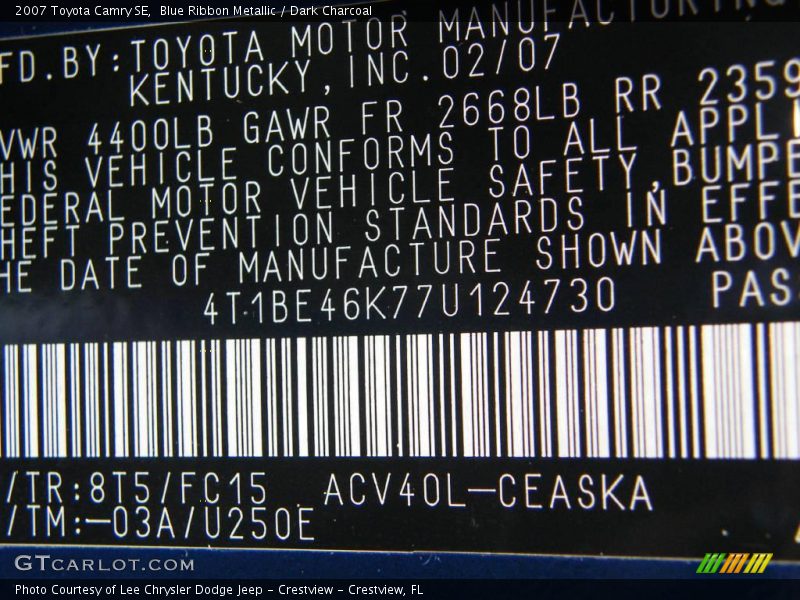 2007 Toyota Camry SE, Blue Ribbon Metallic / Dark Charcoal
FD.BY:TOYOTA MOTOR MANUFACTURING
KENTUCKY,INC.02/07
VWR 4400LB GAWR FR 2668LB RR 2359
HIS VEHICLE CONFORMS TO ALL APPLI
EDERAL MOTOR VEHICLE SAFETY,BUMPE
HEFT PREVENTION STANDARDS IN EFFE
HE DATE OF MANUFACTURE SHOWN ABOV
4T1BE46K77U124730 PAS
/TR:8T5/FC15 ACV40L-CEASKA
/TM:-03A/U250E
GTCARLOT.COM
Photo Courtesy of Lee Chrysler Dodge Jeep - Crestview - Crestview, FL